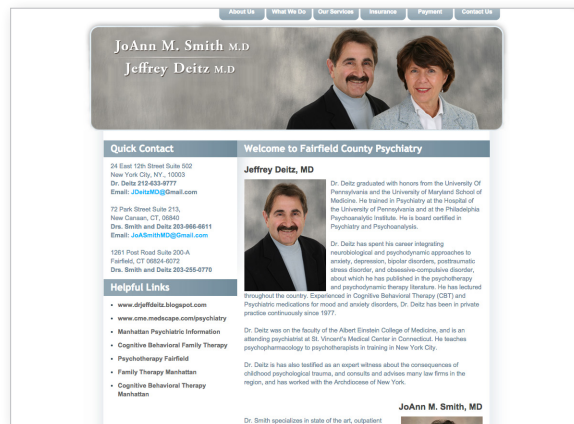 About Us
What We Do
Our Services
Insurance
Payment
Contact Us
JoAnn M. Smith M.D
Jeffrey Deitz M.D
Quick Contact
24 East 12th Street Suite 502
New York City, NY., 10003
Dr. Deitz 212-633-9777
Email: JDeitzMD@Gmail.com
72 Park Street Suite 213,
New Canaan, CT, 06840
Drs. Smith and Deitz 203-966-6611
Email: JoASmithMD@Gmail.com
1261 Post Road Suite 200-A
Fairfield, CT 06824-6072
Drs. Smith and Deitz 203-255-0770
Helpful Links
www.drjeffdeitz.blogspot.com
www.cme.medscape.com/psychiatry
Manhattan Psychiatric Information
Cognitive Behavioral Family Therapy
Psychotherapy Fairfield
Family Therapy Manhattan
Cognitive Behavioral Therapy
Manhattan
Welcome to Fairfield County Psychiatry
Jeffrey Deitz, MD
Dr. Deitz graduated with honors from the University Of
Pennsylvania and the University of Maryland School of
Medicine. He trained in Psychiatry at the Hospital of
the University of Pennsylvania and at the Philadelphia
Psychoanalytic Institute. He is board certified in
Psychiatry and Psychoanalysis.
Dr. Deitz has spent his career integrating
neurobiological and psychodynamic approaches to
anxiety, depression, bipolar disorders, posttraumatic
stress disorder, and obsessive-compulsive disorder,
about which he has published in the psychotherapy
and psychodynamic therapy literature. He has lectured
throughout the country. Experienced in Cognitive Behavioral Therapy (CBT) and
Psychiatric medications for mood and anxiety disorders, Dr. Deitz has been in private
practice continuously since 1977.
Dr. Deitz was on the faculty of the Albert Einstein College of Medicine, and is an
attending psychiatrist at St. Vincent's Medical Center in Connecticut. He teaches
psychopharmacology to psychotherapists in training in New York City.
Dr. Deitz is has also testified as an expert witness about the consequences of
childhood psychological trauma, and consults and advises many law firms in the
region, and has worked with the Archdiocese of New York.
JoAnn M. Smith, MD
Dr. Smith specializes in state of the art, outpatient